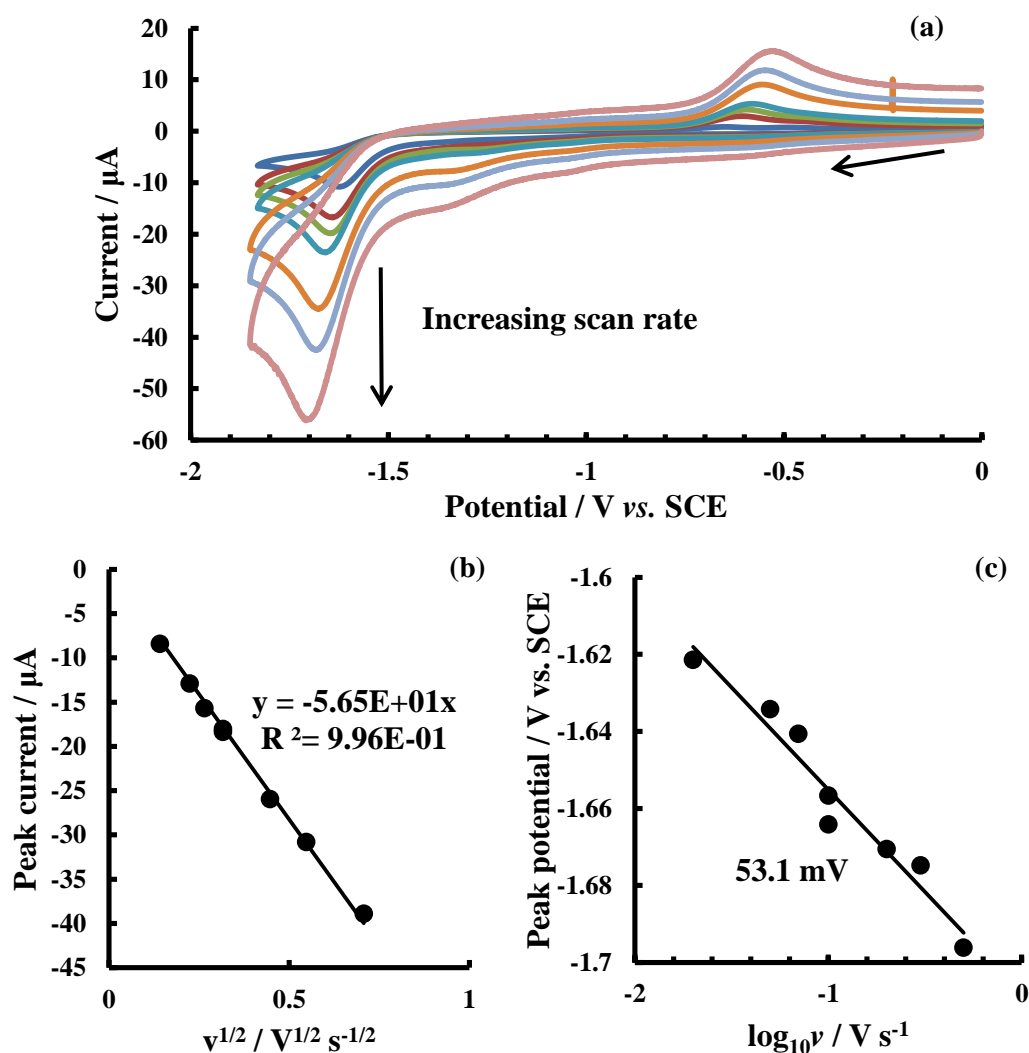 (a)
20
10
0
-10
-20
-30
-40
-50
-60
Current / µA
Increasing scan rate
-2
-1.5
-1
-0.5
0
Potential / V vs. SCE
(b)
0
-5
-10
-15
-20
-25
-30
-35
-40
-45
Peak current / µA
y = -5.65E+01x
R ²= 9.96E-01
0
0.5
1
v^1/2 / V^1/2 s^-1/2
(c)
-1.6
-1.62
-1.64
-1.66
-1.68
-1.7
Peak potential / V vs. SCE
53.1 mV
-2
-1
0
log₁₀ν / V s⁻¹